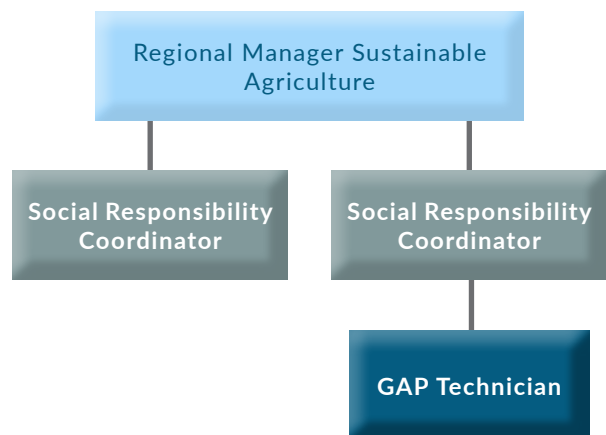 Regional Manager Sustainable
Agriculture
Social Responsibility
Coordinator
Social Responsibility
Coordinator
GAP Technician